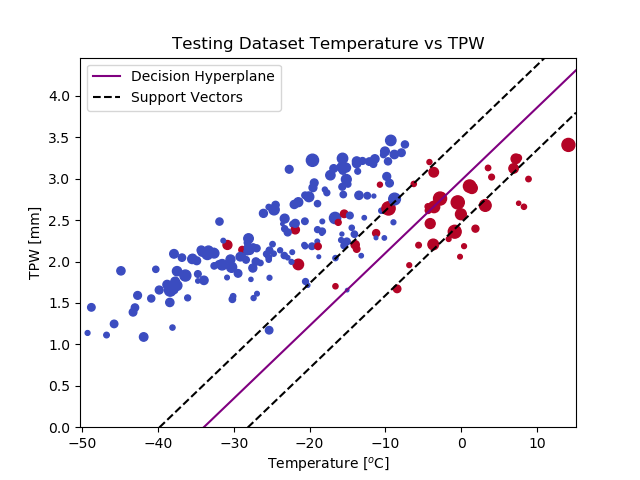 Testing Dataset Temperature vs TPW
Decision Hyperplane
Support Vectors
TPW [mm]
4.0
3.5
3.0
2.5
2.0
1.5
1.0
0.5
0.0
−50 −40 −30 −20 −10 0 10
Temperature [°C]